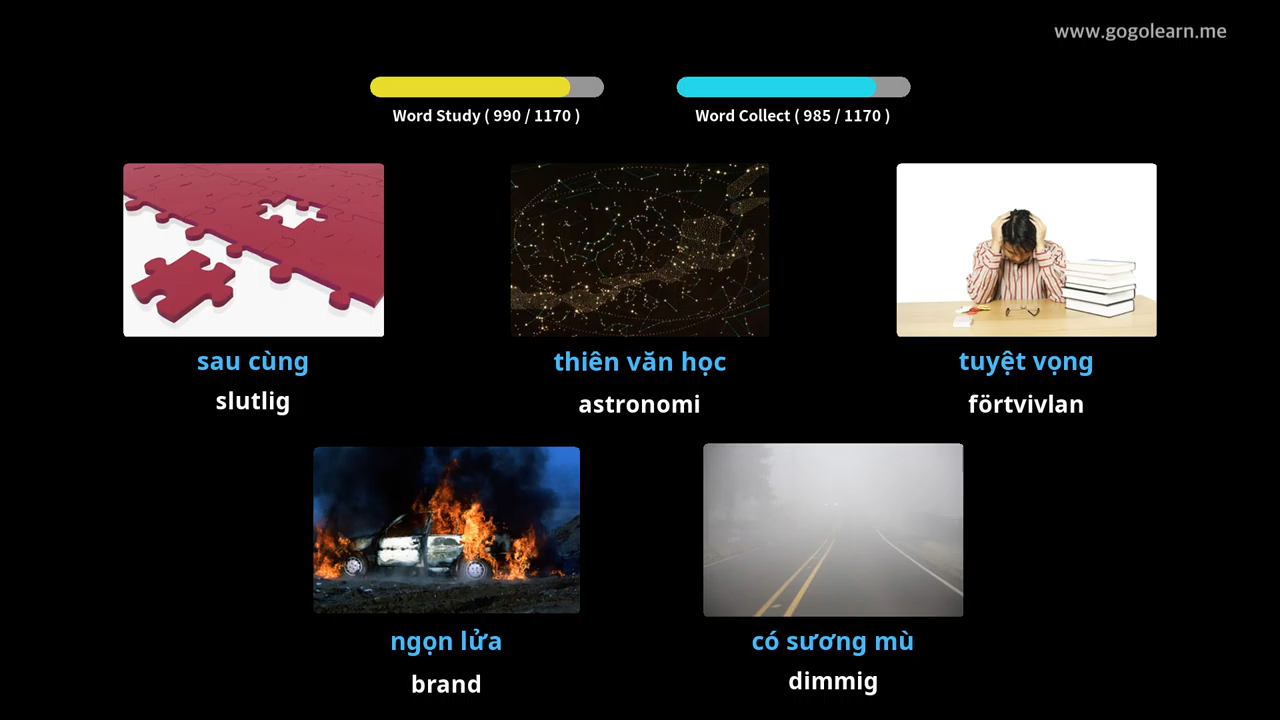 www.gogolearn.me
Word Study ( 990 / 1170 )
Word Collect ( 985 / 1170 )
sau cùng
slutlig
thiên văn học
astronomi
tuyệt vọng
förtvivlan
ngọn lửa
brand
có sương mù
dimmig